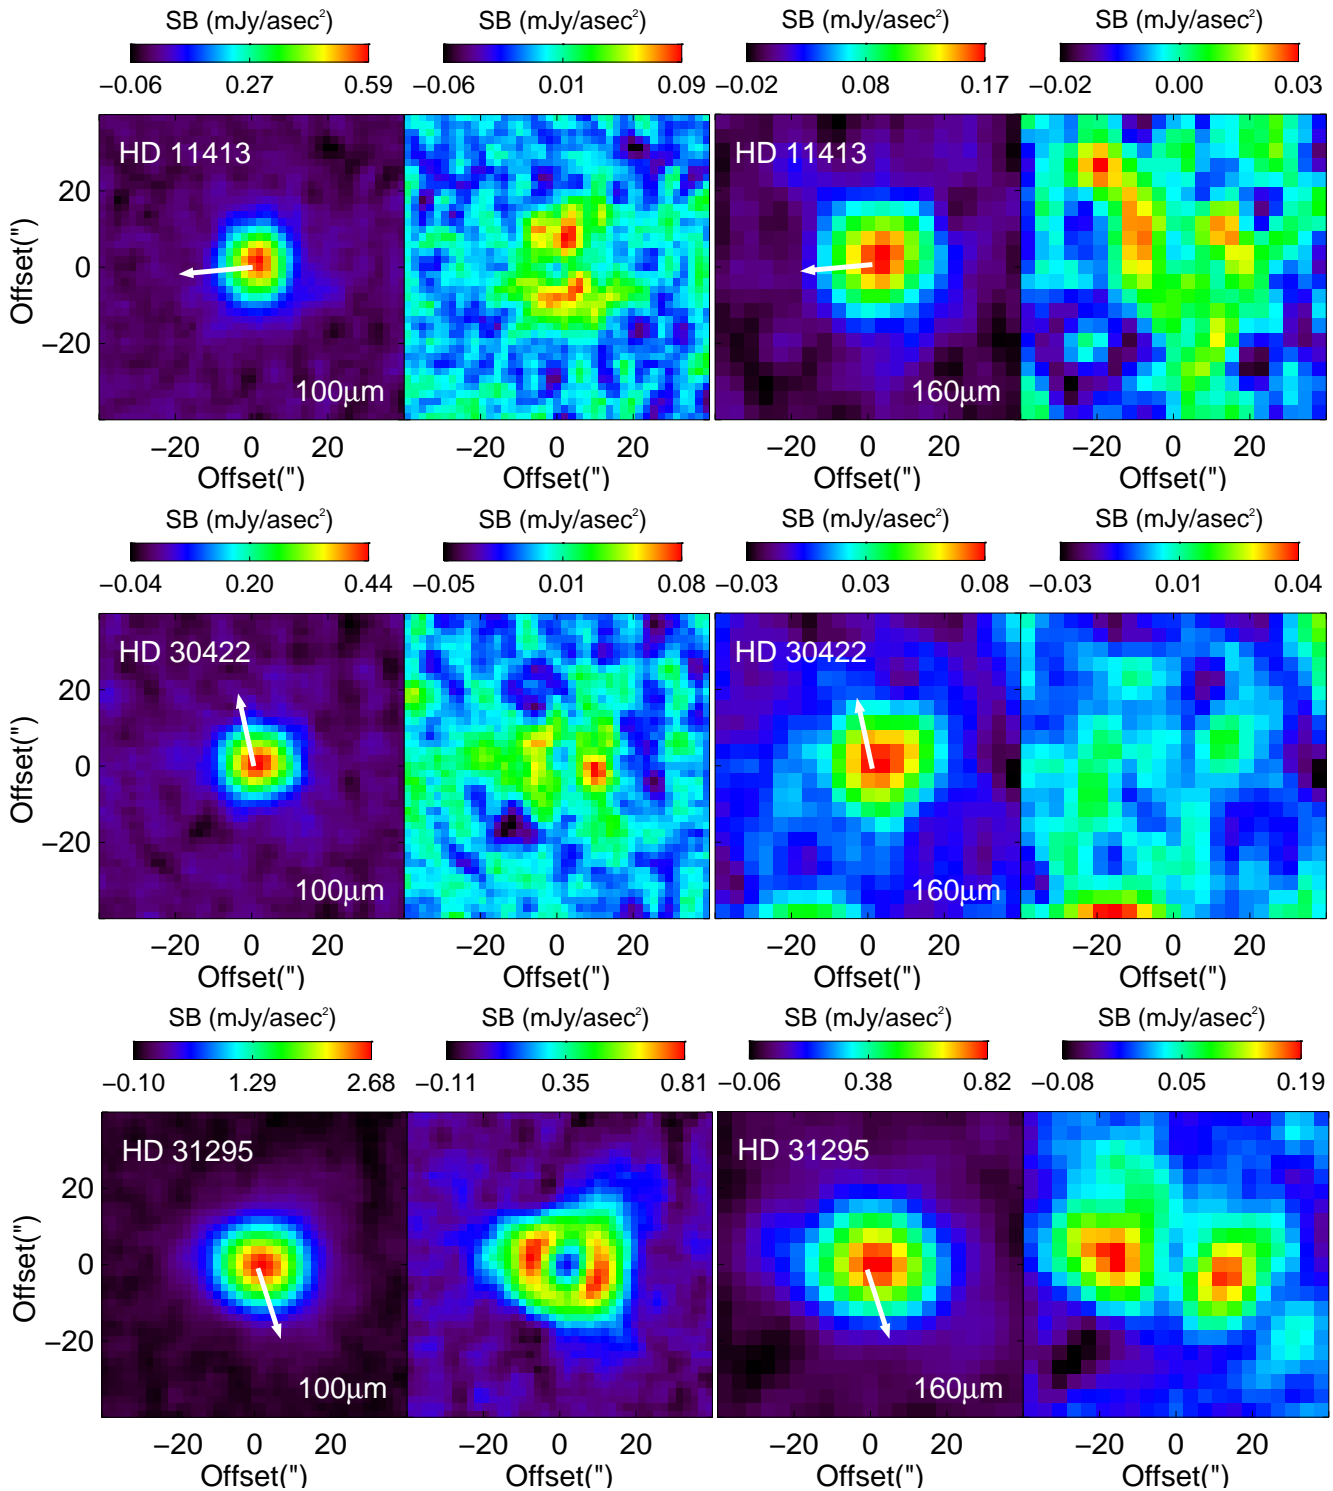 SB (mJy/asec²) SB (mJy/asec²) SB (mJy/asec²) SB (mJy/asec²)
−0.06 0.27 0.59 −0.06 0.01 0.09 −0.02 0.08 0.17 −0.02 0.00 0.03
HD 11413 HD 11413
20
0
−20
Offset(")
100μm 160μm
−20 0 20 −20 0 20 −20 0 20 −20 0 20
Offset(") Offset(") Offset(") Offset(")
SB (mJy/asec²) SB (mJy/asec²) SB (mJy/asec²) SB (mJy/asec²)
−0.04 0.20 0.44 −0.05 0.01 0.08 −0.03 0.03 0.08 −0.03 0.01 0.04
HD 30422 HD 30422
20
0
−20
Offset(")
100μm 160μm
−20 0 20 −20 0 20 −20 0 20 −20 0 20
Offset(") Offset(") Offset(") Offset(")
SB (mJy/asec²) SB (mJy/asec²) SB (mJy/asec²) SB (mJy/asec²)
−0.10 1.29 2.68 −0.11 0.35 0.81 −0.06 0.38 0.82 −0.08 0.05 0.19
HD 31295 HD 31295
20
0
−20
Offset(")
100μm 160μm
−20 0 20 −20 0 20 −20 0 20 −20 0 20
Offset(") Offset(") Offset(") Offset(")